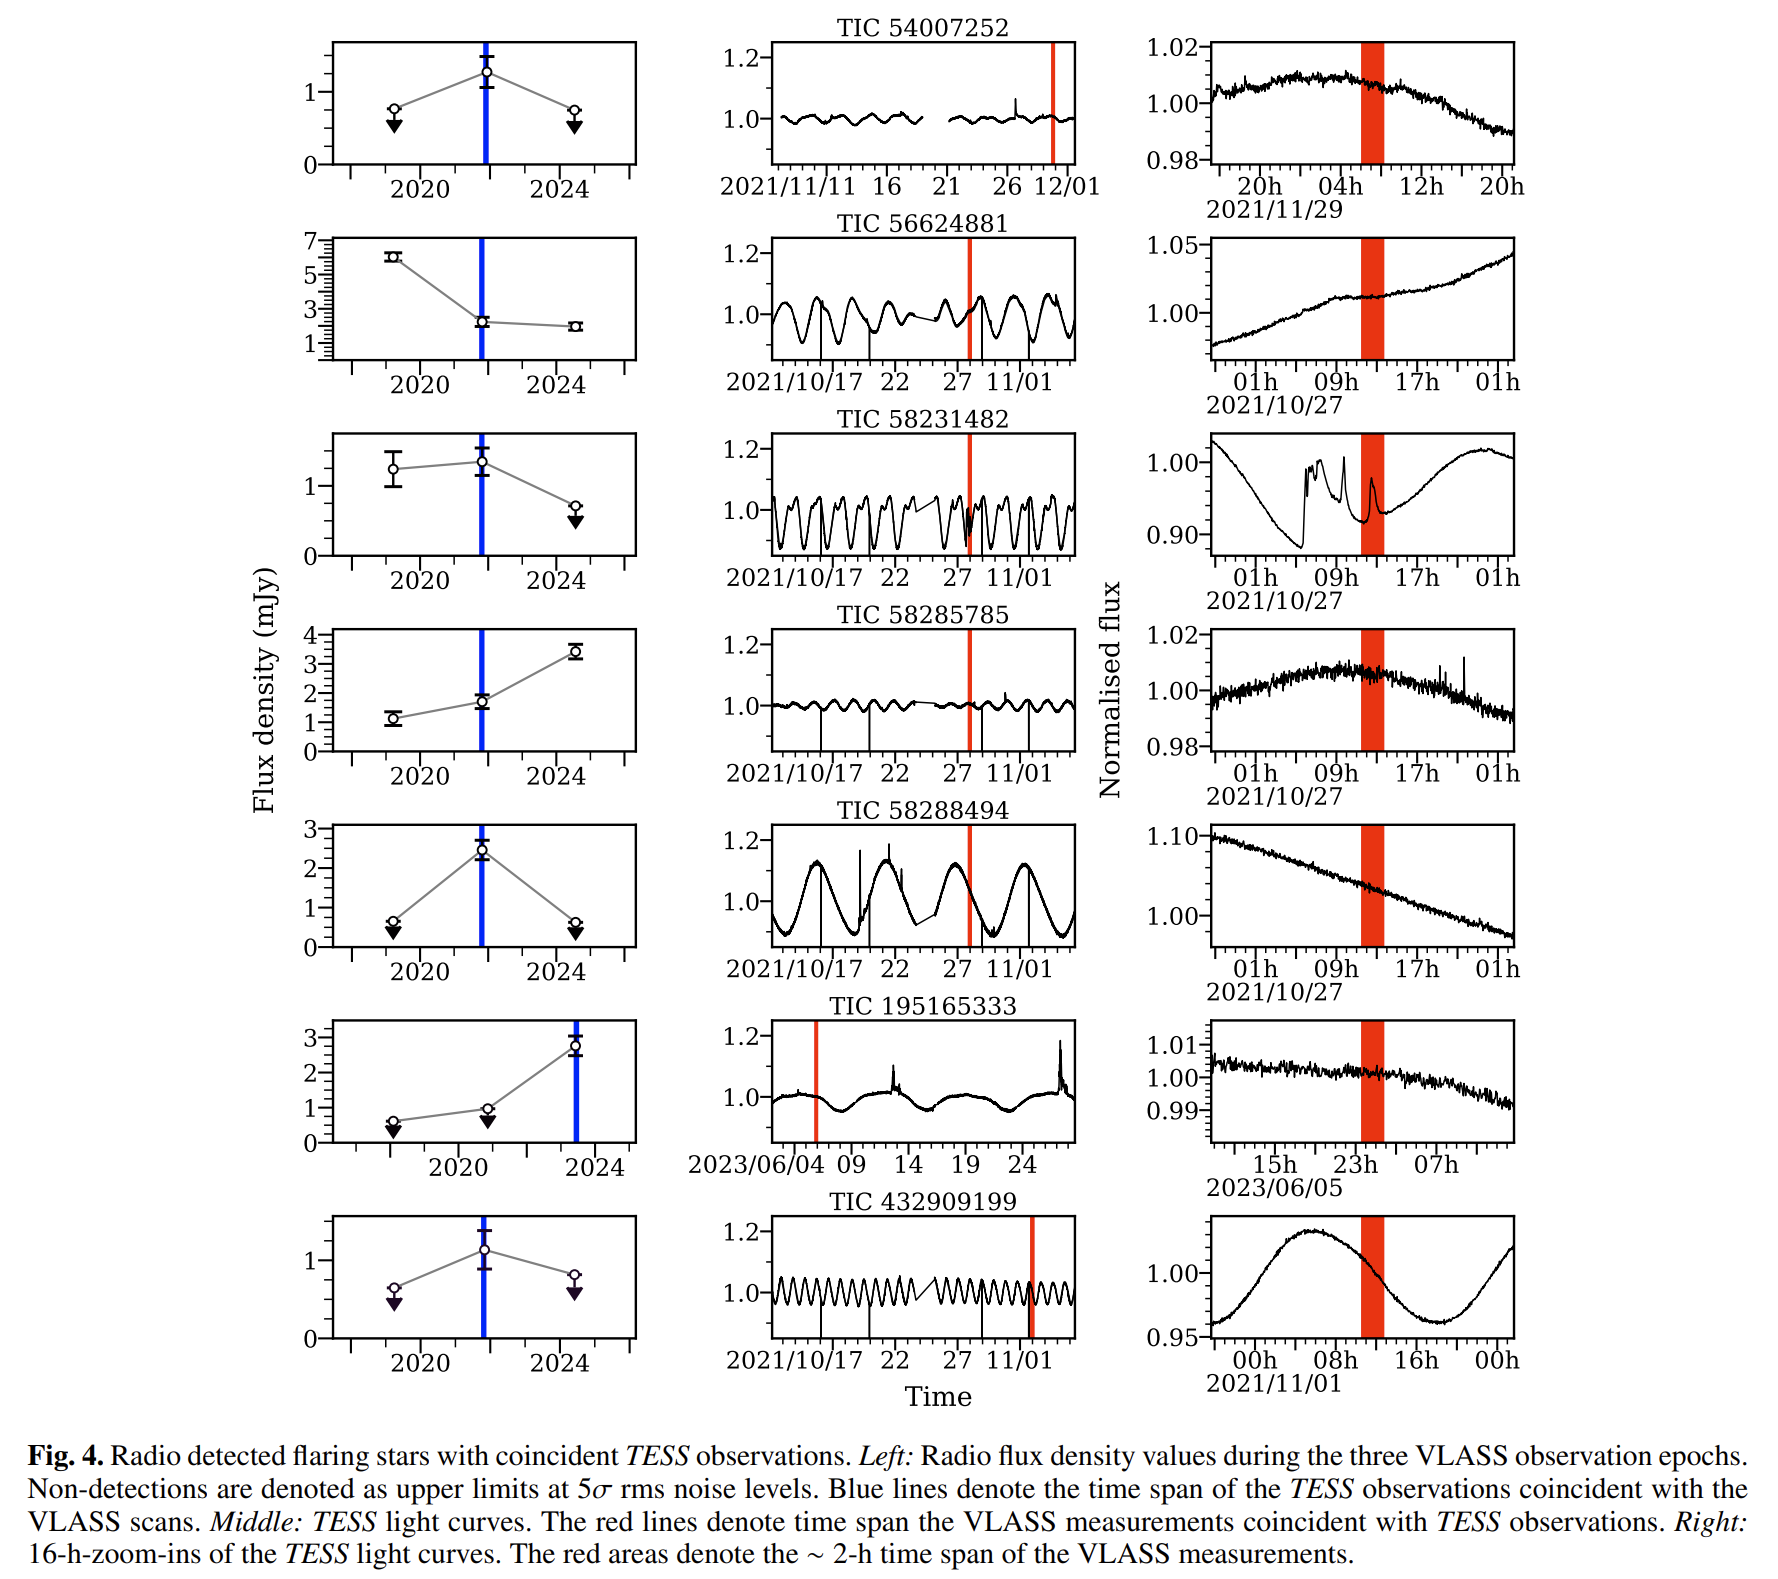 TIC 54007252
1
0
2020 2024
1.2
1.0
2021/11/11 16 21 26 12/01
1.02
1.00
0.98
20h 04h 12h 20h
2021/11/29
TIC 56624881
7
5
3
1
2020 2024
1.2
1.0
2021/10/17 22 27 11/01
1.05
1.00
01h 09h 17h 01h
2021/10/27
TIC 58231482
1
0
2020 2024
1.2
1.0
2021/10/17 22 27 11/01
1.00
0.90
01h 09h 17h 01h
2021/10/27
Flux density (mJy)
Normalised flux
TIC 58285785
4
3
2
1
0
2020 2024
1.2
1.0
2021/10/17 22 27 11/01
1.02
1.00
0.98
01h 09h 17h 01h
2021/10/27
TIC 58288494
3
2
1
0
2020 2024
1.2
1.0
2021/10/17 22 27 11/01
1.10
1.00
01h 09h 17h 01h
2021/10/27
TIC 195165333
3
2
1
0
2020 2024
1.2
1.0
2023/06/04 09 14 19 24
1.01
1.00
0.99
15h 23h 07h
2023/06/05
TIC 432909199
1
0
2020 2024
1.2
1.0
2021/10/17 22 27 11/01
1.00
0.95
00h 08h 16h 00h
2021/11/01
Time
Fig. 4. Radio detected flaring stars with coincident TESS observations. Left: Radio flux density values during the three VLASS observation epochs.
Non-detections are denoted as upper limits at 5σ rms noise levels. Blue lines denote the time span of the TESS observations coincident with the
VLASS scans. Middle: TESS light curves. The red lines denote time span the VLASS measurements coincident with TESS observations. Right:
16-h-zoom-ins of the TESS light curves. The red areas denote the ~ 2-h time span of the VLASS measurements.